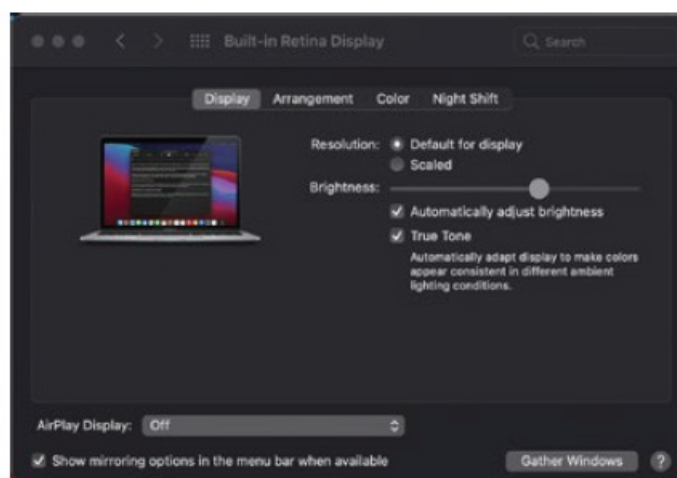 Built-in Retina Display
Search
Display Arrangement Color Night Shift
Resolution: Default for display
Scaled
Brightness:
Automatically adjust brightness
True Tone
Automatically adapt display to make colors
appear consistent in different ambient
lighting conditions.
AirPlay Display: Off
Show mirroring options in the menu bar when available
Gather Windows ?